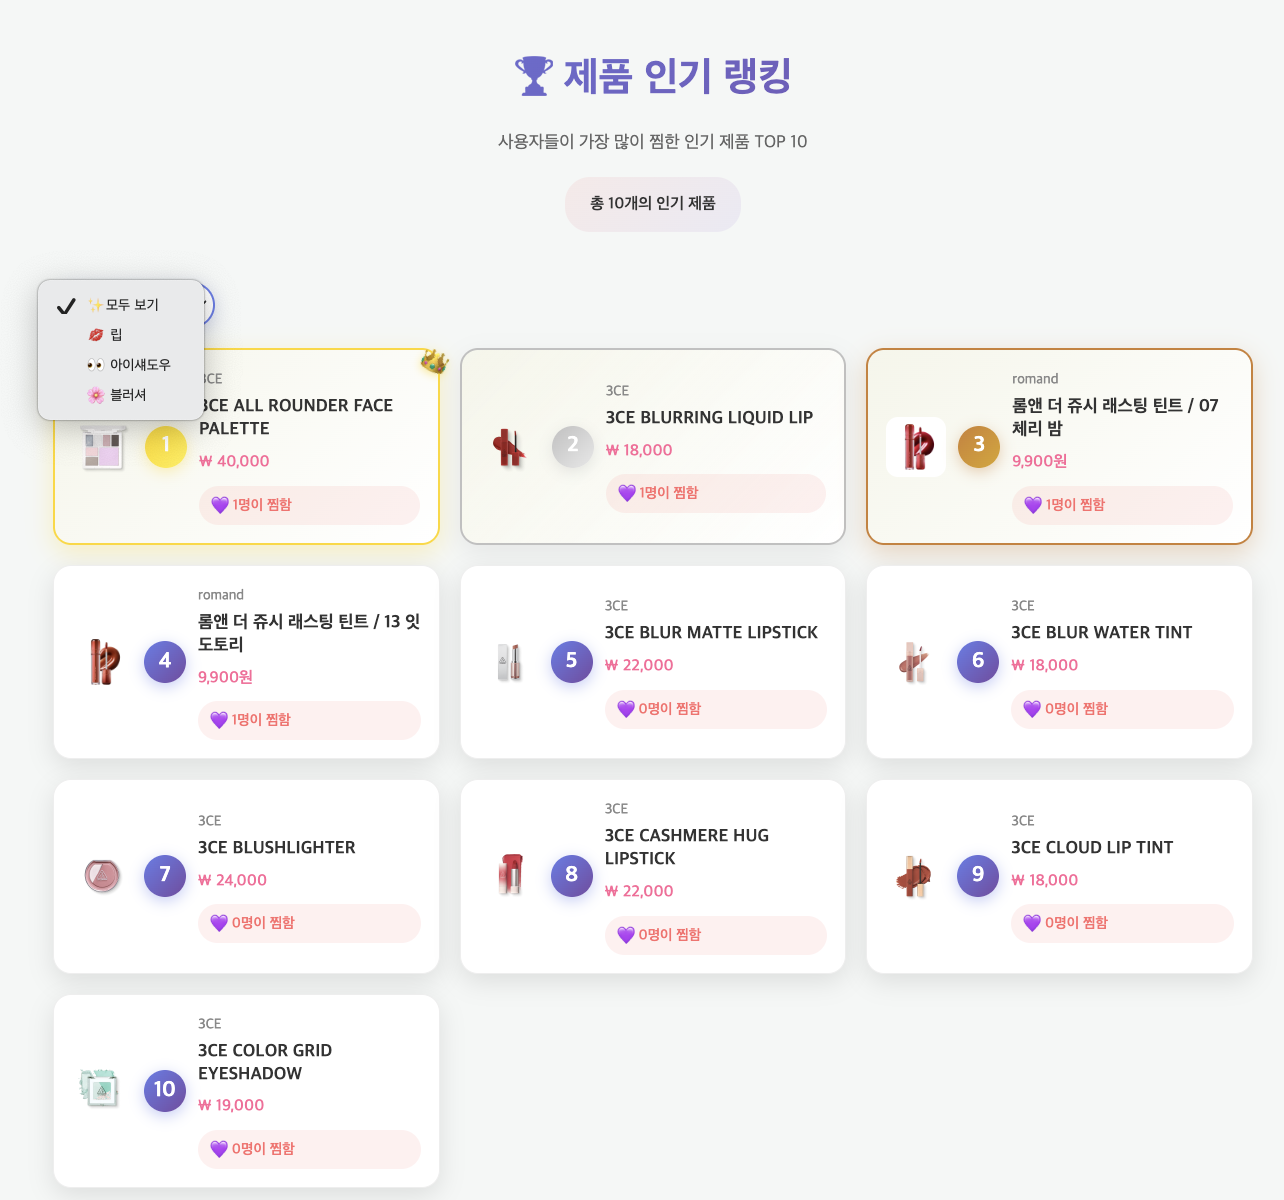 🏆 제품 인기 랭킹
사용자들이 가장 많이 찜한 인기 제품 TOP 10
총 10개의 인기 제품
✔ ✨모두 보기
💋 립
👀 아이섀도우
🌸 블러셔
1
3CE
3CE ALL ROUNDER FACE
PALETTE
₩ 40,000
💜 1명이 찜함
2
3CE
3CE BLURRING LIQUID LIP
₩ 18,000
💜 1명이 찜함
3
romand
롬앤 더 쥬시 래스팅 틴트 / 07
체리 밤
9,900원
💜 1명이 찜함
4
romand
롬앤 더 쥬시 래스팅 틴트 / 13 잇
도토리
9,900원
💜 1명이 찜함
5
3CE
3CE BLUR MATTE LIPSTICK
₩ 22,000
💜 0명이 찜함
6
3CE
3CE BLUR WATER TINT
₩ 18,000
💜 0명이 찜함
7
3CE
3CE BLUSHLIGHTER
₩ 24,000
💜 0명이 찜함
8
3CE
3CE CASHMERE HUG
LIPSTICK
₩ 22,000
💜 0명이 찜함
9
3CE
3CE CLOUD LIP TINT
₩ 18,000
💜 0명이 찜함
10
3CE
3CE COLOR GRID
EYESHADOW
₩ 19,000
💜 0명이 찜함